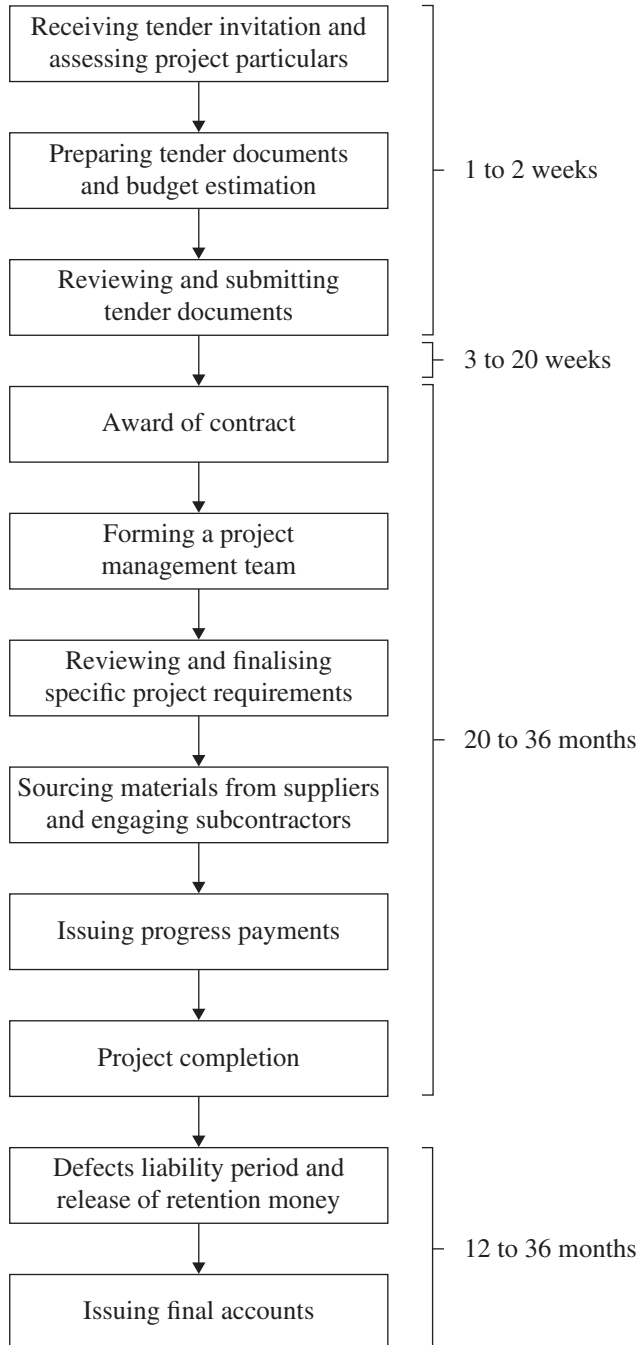 Receiving tender invitation and
assessing project particulars
Preparing tender documents
and budget estimation
1 to 2 weeks
Reviewing and submitting
tender documents
3 to 20 weeks
Award of contract
Forming a project
management team
Reviewing and finalising
specific project requirements
20 to 36 months
Sourcing materials from suppliers
and engaging subcontractors
Issuing progress payments
Project completion
Defects liability period and
release of retention money
12 to 36 months
Issuing final accounts